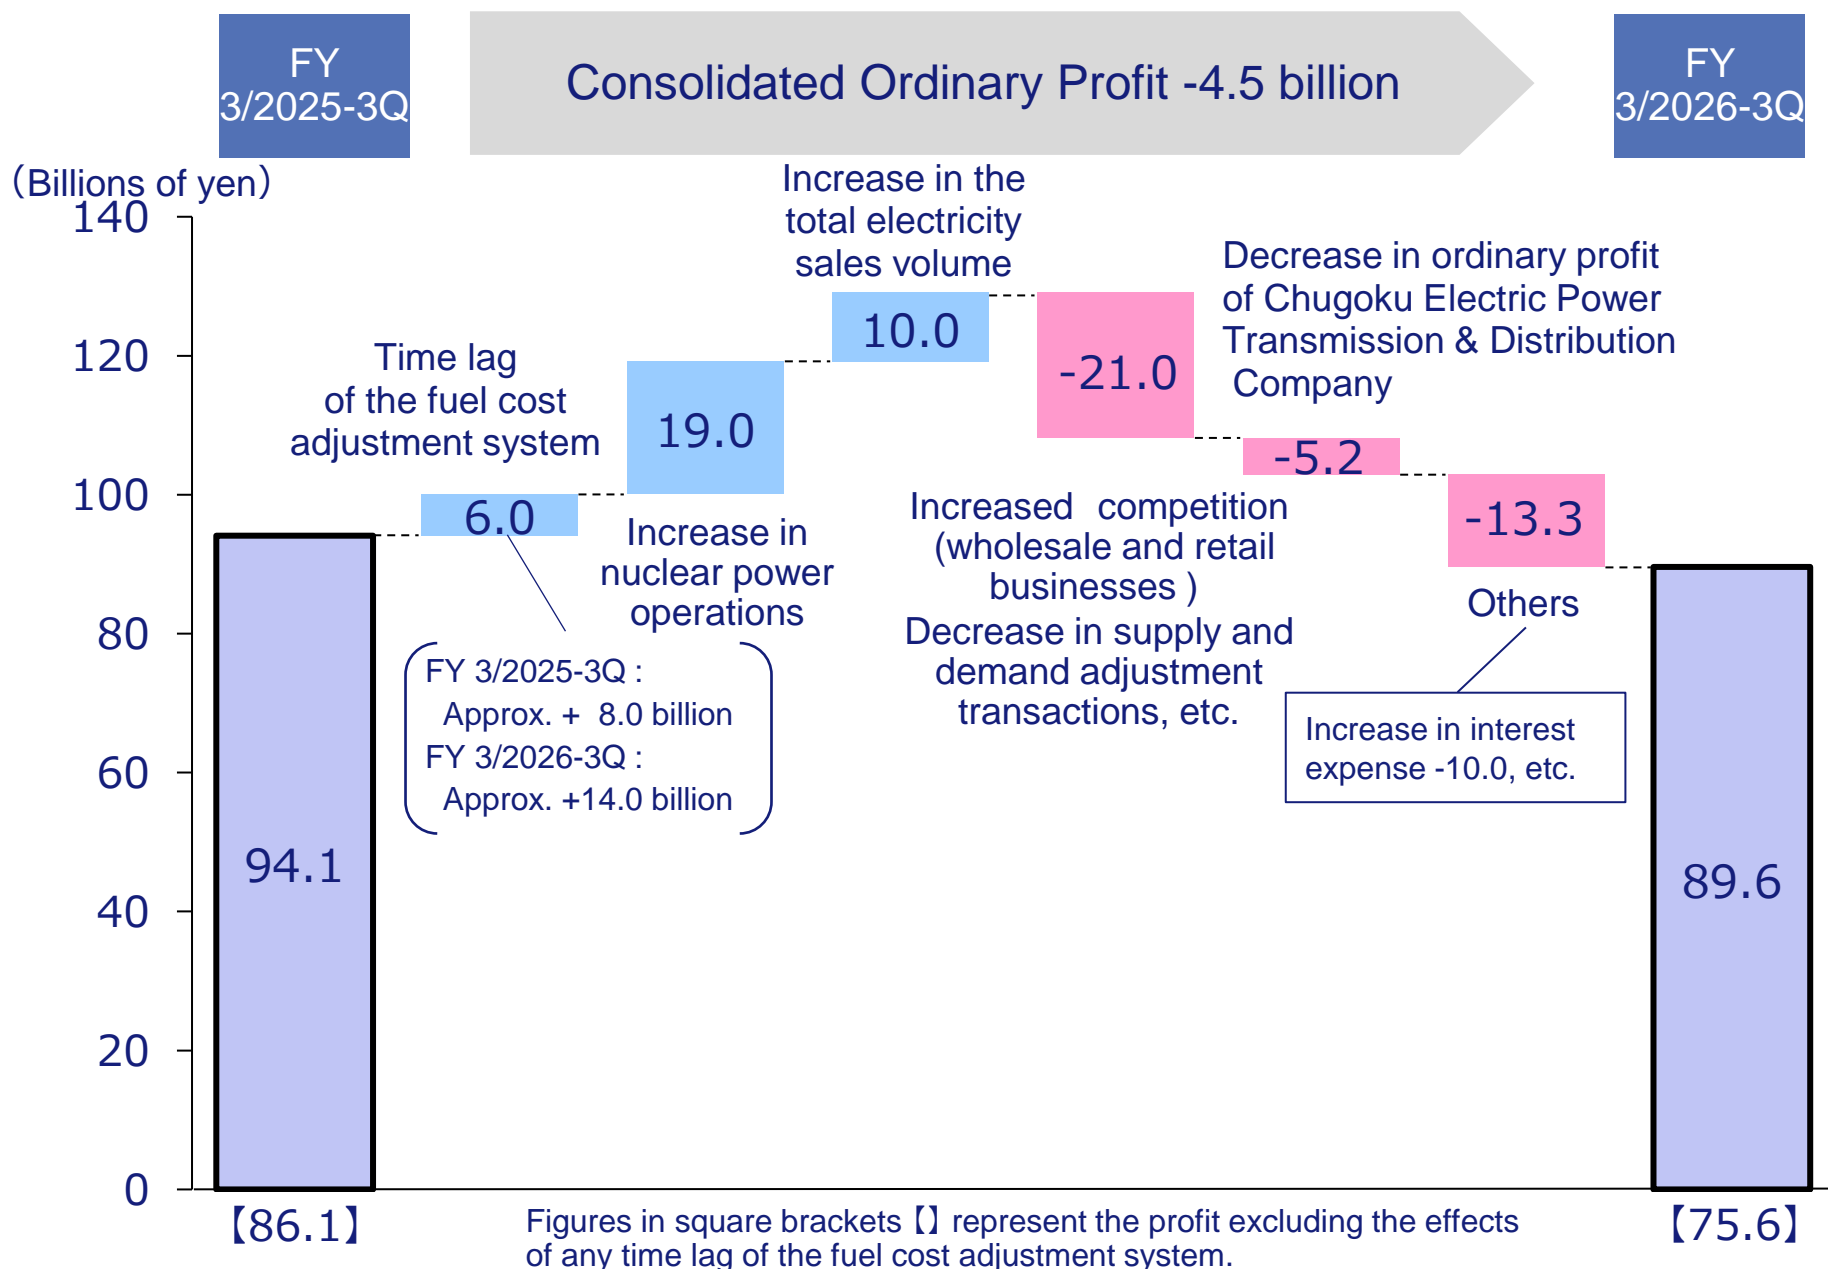 FY
3/2025-3Q
Consolidated Ordinary Profit -4.5 billion
FY
3/2026-3Q
（Billions of yen）
140
120
100
80
60
40
20
0
94.1
【86.1】
Time lag
of the fuel cost
adjustment system
6.0
FY 3/2025-3Q :
Approx. + 8.0 billion
FY 3/2026-3Q :
Approx. +14.0 billion
19.0
Increase in
nuclear power
operations
Increase in the
total electricity
sales volume
10.0
-21.0
Increased competition
(wholesale and retail
businesses )
Decrease in supply and
demand adjustment
transactions, etc.
Decrease in ordinary profit
of Chugoku Electric Power
Transmission & Distribution
Company
-5.2
-13.3
Others
Increase in interest
expense -10.0, etc.
89.6
【75.6】
Figures in square brackets【】represent the profit excluding the effects
of any time lag of the fuel cost adjustment system.